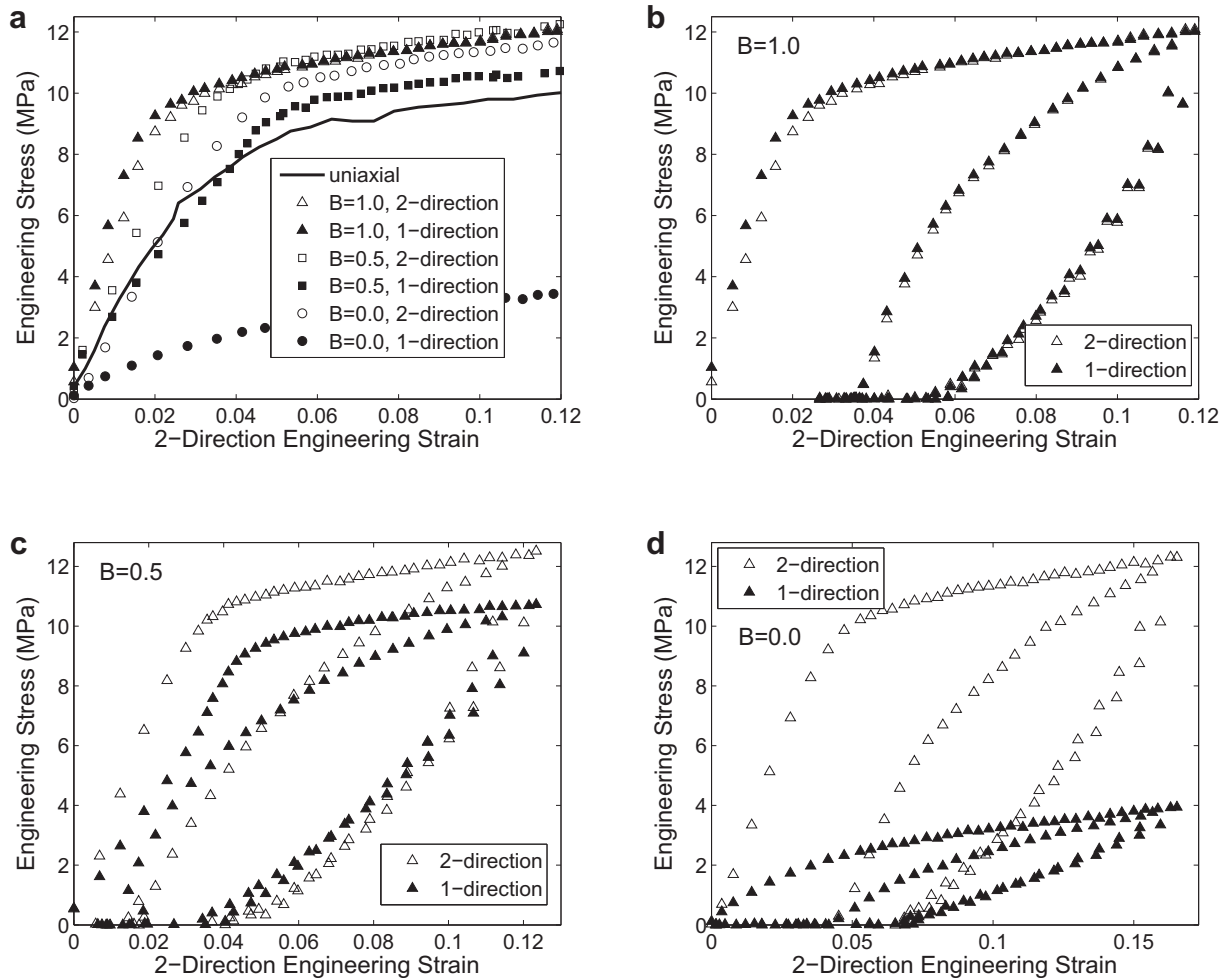 a
12
10
8
6
4
2
0
0
0.02
0.04
0.06
0.08
0.1
0.12
Engineering Stress (MPa)
2−Direction Engineering Strain
uniaxial
B=1.0, 2−direction
B=1.0, 1−direction
B=0.5, 2−direction
B=0.5, 1−direction
B=0.0, 2−direction
B=0.0, 1−direction
b
B=1.0
12
10
8
6
4
2
0
0
0.02
0.04
0.06
0.08
0.1
0.12
Engineering Stress (MPa)
2−Direction Engineering Strain
2−direction
1−direction
c
B=0.5
12
10
8
6
4
2
0
0
0.02
0.04
0.06
0.08
0.1
0.12
Engineering Stress (MPa)
2−Direction Engineering Strain
2−direction
1−direction
d
2−direction
1−direction
B=0.0
12
10
8
6
4
2
0
0
0.05
0.1
0.15
Engineering Stress (MPa)
2−Direction Engineering Strain